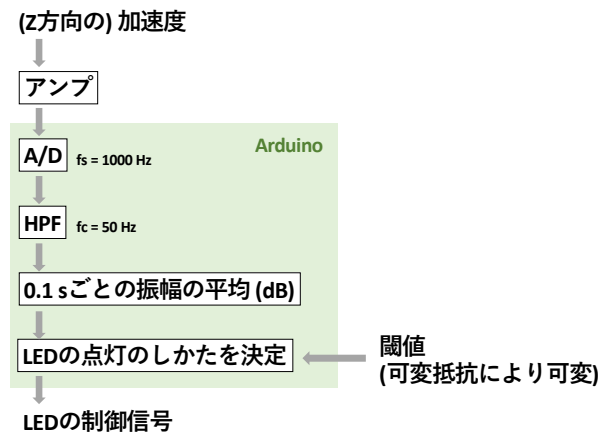 (Z方向の) 加速度
アンプ
Arduino
A/D fs = 1000 Hz
HPF fc = 50 Hz
0.1 sごとの振幅の平均 (dB)
LEDの点灯のしかたを決定
閾値
(可変抵抗により可変)
LEDの制御信号